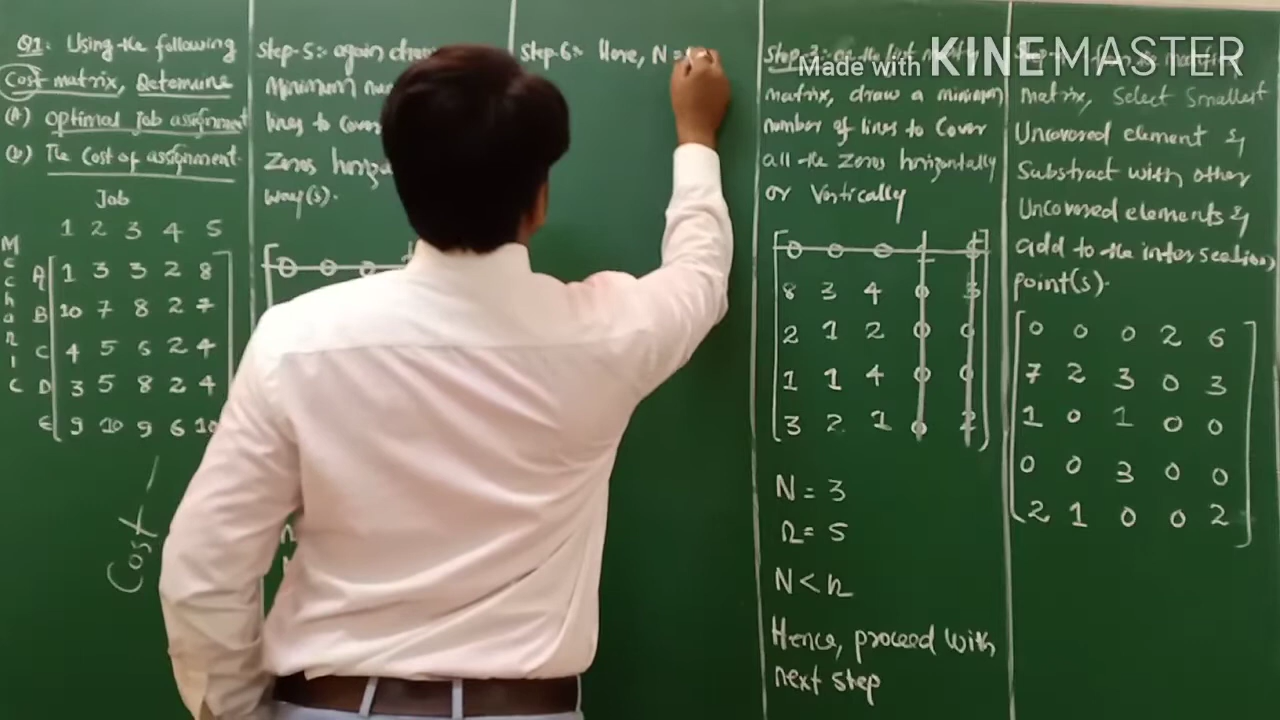 Q1: Using the following
Cost matrix, Determine
(A) optimal job assignment
(b) The Cost of assignment.
Job
1 2 3 4 5
Mechanic
A 1 3 3 2 8
B 10 7 8 2 7
C 4 5 6 2 4
D 3 5 8 2 4
E 9 10 9 6 10
Cost
Step-5:- again
Minimum
lines to Cover
Zeros
way(s).
Step-6:- Here, N =
Step-3:-
matrix, draw a minimum
number of lines to Cover
all the Zeros horizontally
or Vertically
0 0 0 0
8 3 4 0 3
2 1 2 0 0
1 1 4 0 0
3 2 1 0 2
N = 3
n = 5
N < n
Hence, proceed with
next step
matrix, Select Smallest
Uncovered element &
Substract with other
Uncovered elements &
add to the intersection
point(s).
0 0 0 2 6
7 2 3 0 3
1 0 1 0 0
0 0 3 0 0
2 1 0 0 2
Made with KINEMASTER